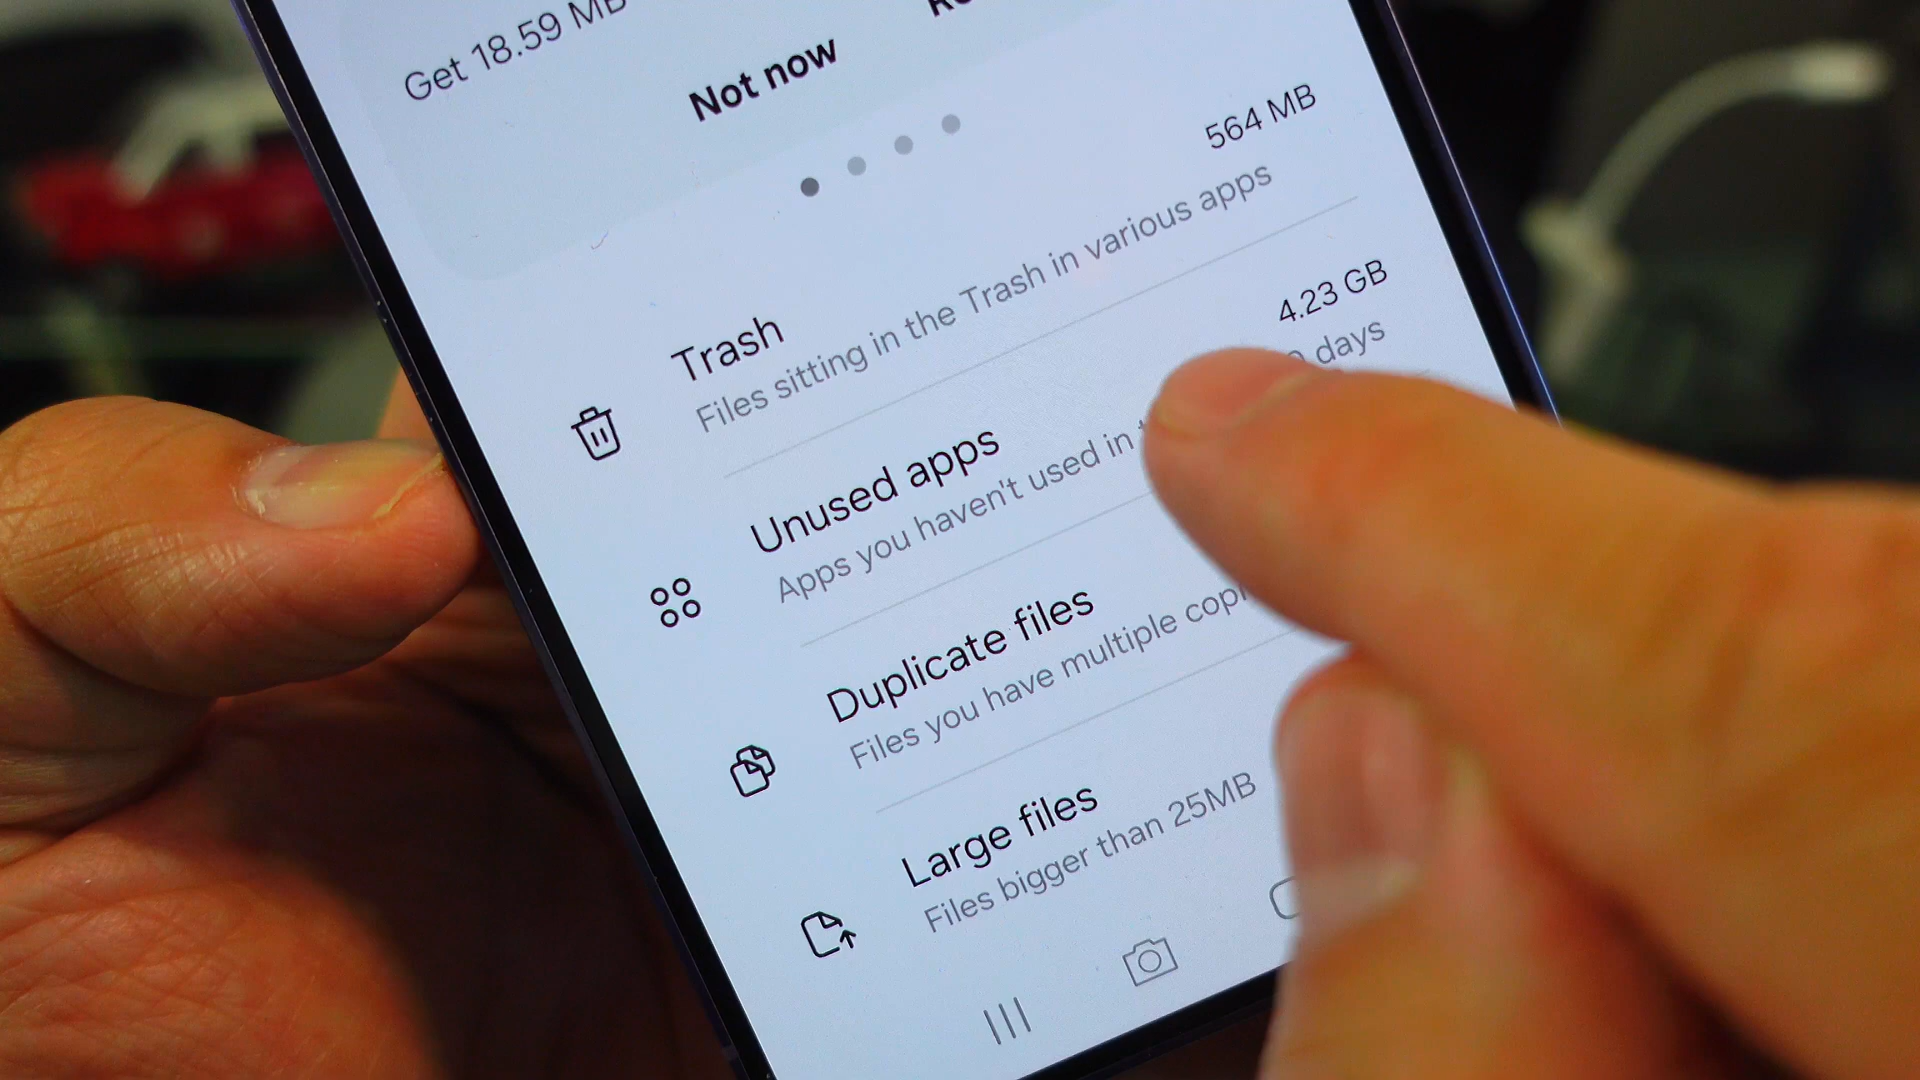 Get 18.59 MB
Not now
Trash
564 MB
Files sitting in the Trash in various apps
Unused apps
4.23 GB
Apps you haven't used in days
Duplicate files
Files you have multiple
Large files
Files bigger than 25MB